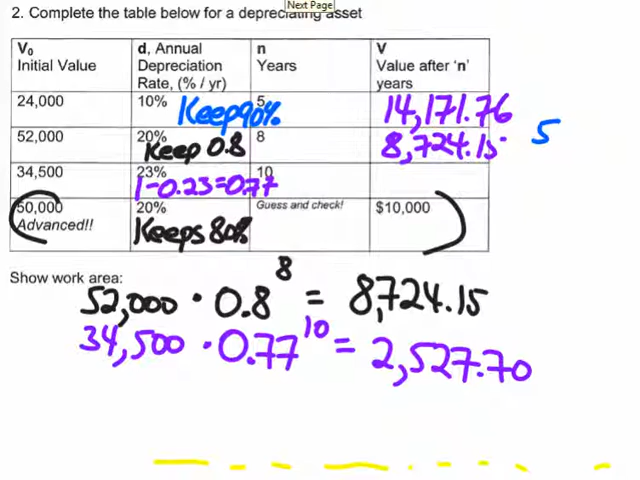 Next Page
2. Complete the table below for a depreciating asset
V₀ Initial Value
d, Annual Depreciation Rate, (% / yr)
n Years
V Value after 'n' years
24,000 10% Keep 90% 5 14,171.76
52,000 20% Keep 0.8 8 8,724.15 5
34,500 23% 1-0.23=0.77 10
50,000 Advanced!! 20% Keeps 80% Guess and check! $10,000
Show work area:
52,000 · 0.8⁸ = 8,724.15
34,500 · 0.77¹⁰ = 2,527.70